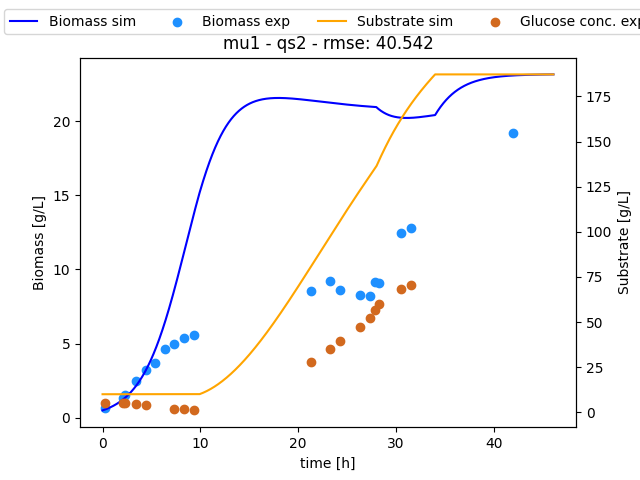 Biomass sim Biomass exp Substrate sim Glucose conc. exp
mu1 - qs2 - rmse: 40.542
20
15
10
5
0
Biomass [g/L]
175
150
125
100
75
50
25
0
Substrate [g/L]
0 10 20 30 40
time [h]